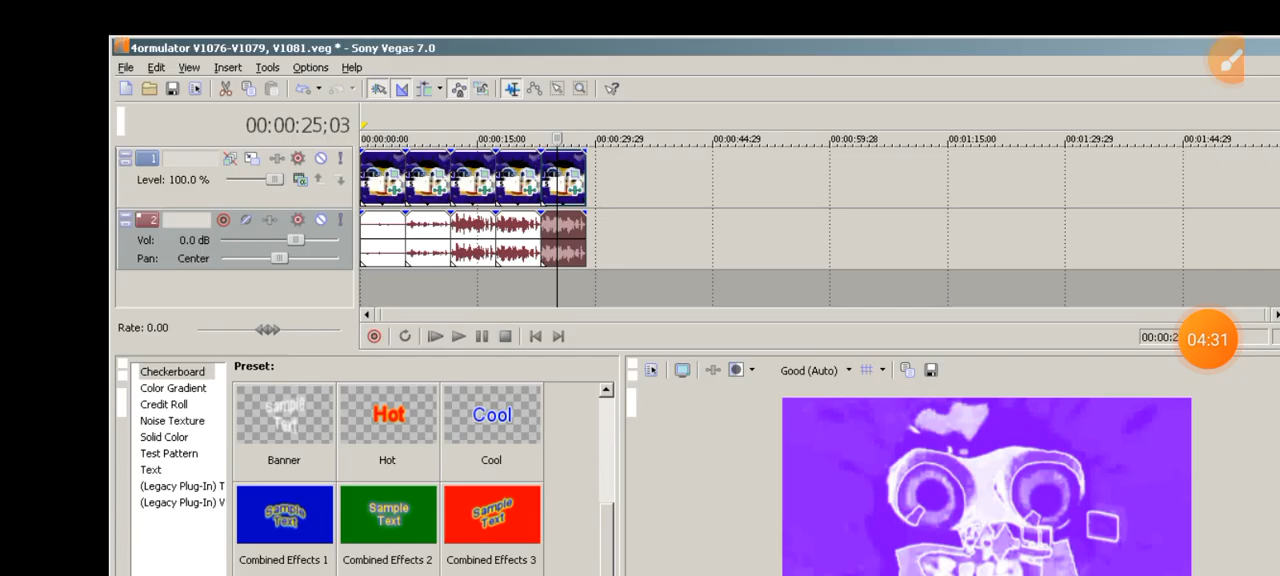 4ormulator V1076-V1079, V1081.veg * - Sony Vegas 7.0
File Edit View Insert Tools Options Help
00:00:25;03
00:00:00:00 00:00:15:00 00:00:29:29 00:00:44:29 00:00:59:28 00:01:15:00 00:01:29:29 00:01:44:29
1
Level: 100.0 %
2
Vol: 0.0 dB
Pan: Center
Rate: 0.00
00:00:2
04:31
Checkerboard
Color Gradient
Credit Roll
Noise Texture
Solid Color
Test Pattern
Text
(Legacy Plug-In) T
(Legacy Plug-In) V
Preset:
Sample Text
Hot
Cool
Banner
Hot
Cool
Sample Text
Sample Text
Sample Text
Combined Effects 1
Combined Effects 2
Combined Effects 3
Good (Auto)